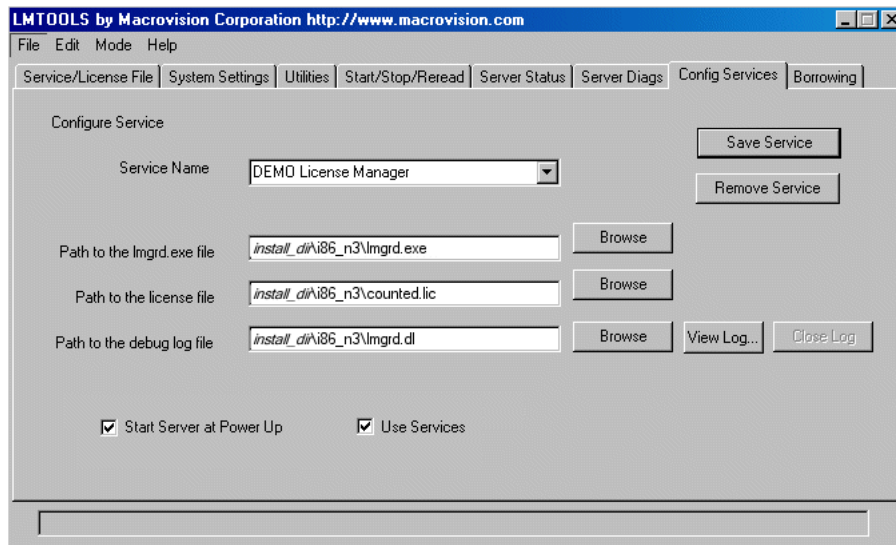 LMTOOLS by Macrovision Corporation http://www.macrovision.com
File Edit Mode Help
Service/License File System Settings Utilities Start/Stop/Reread Server Status Server Diags Config Services Borrowing
Configure Service
Save Service
Service Name DEMO License Manager
Remove Service
Path to the lmgrd.exe file install_dir\i86_n3\lmgrd.exe Browse
Path to the license file install_dir\i86_n3\counted.lic Browse
Path to the debug log file install_dir\i86_n3\lmgrd.dl Browse View Log... Close Log
Start Server at Power Up Use Services